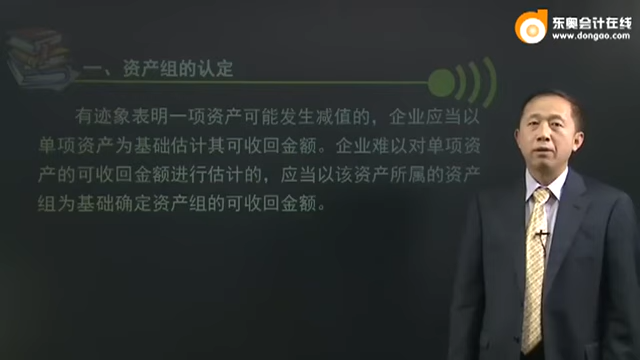 东奥会计在线
www.dongao.com
一、资产组的认定
有迹象表明一项资产可能发生减值的，企业应当以
单项资产为基础估计其可收回金额。企业难以对单项资
产的可收回金额进行估计的，应当以该资产所属的资产
组为基础确定资产组的可收回金额。